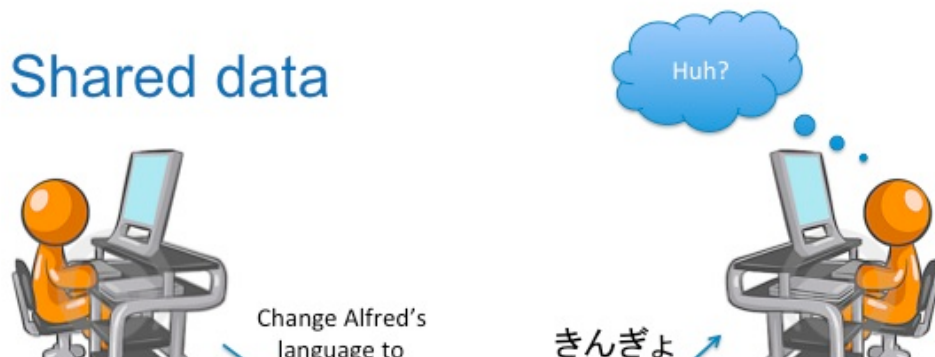 Shared data
Huh?
Change Alfred's
language to
きんぎょ